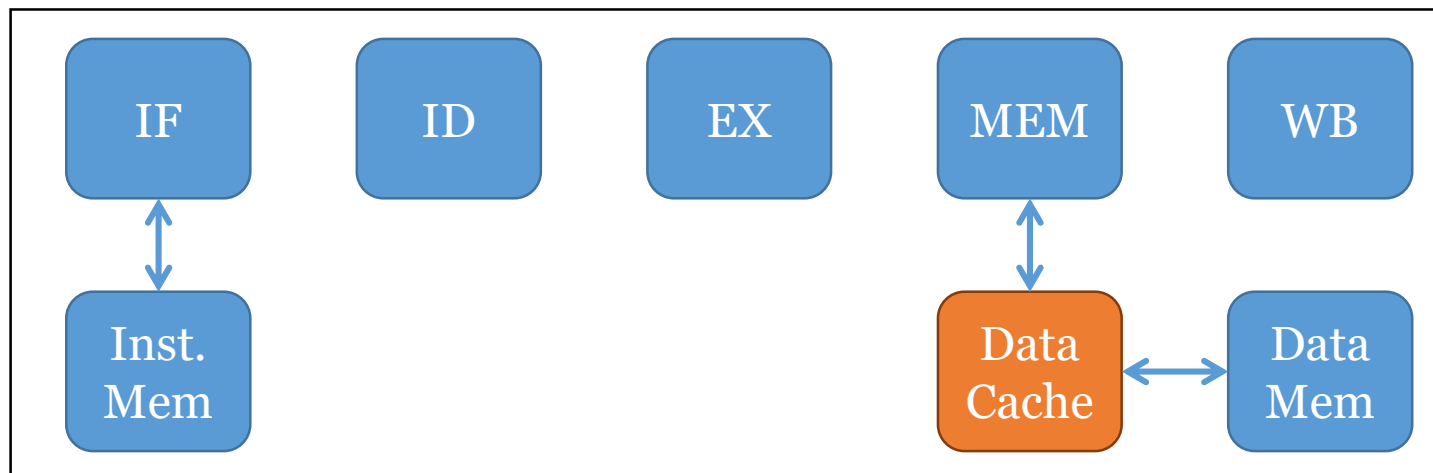 IF
ID
EX
MEM
WB
Inst.
Mem
Data
Cache
Data
Mem